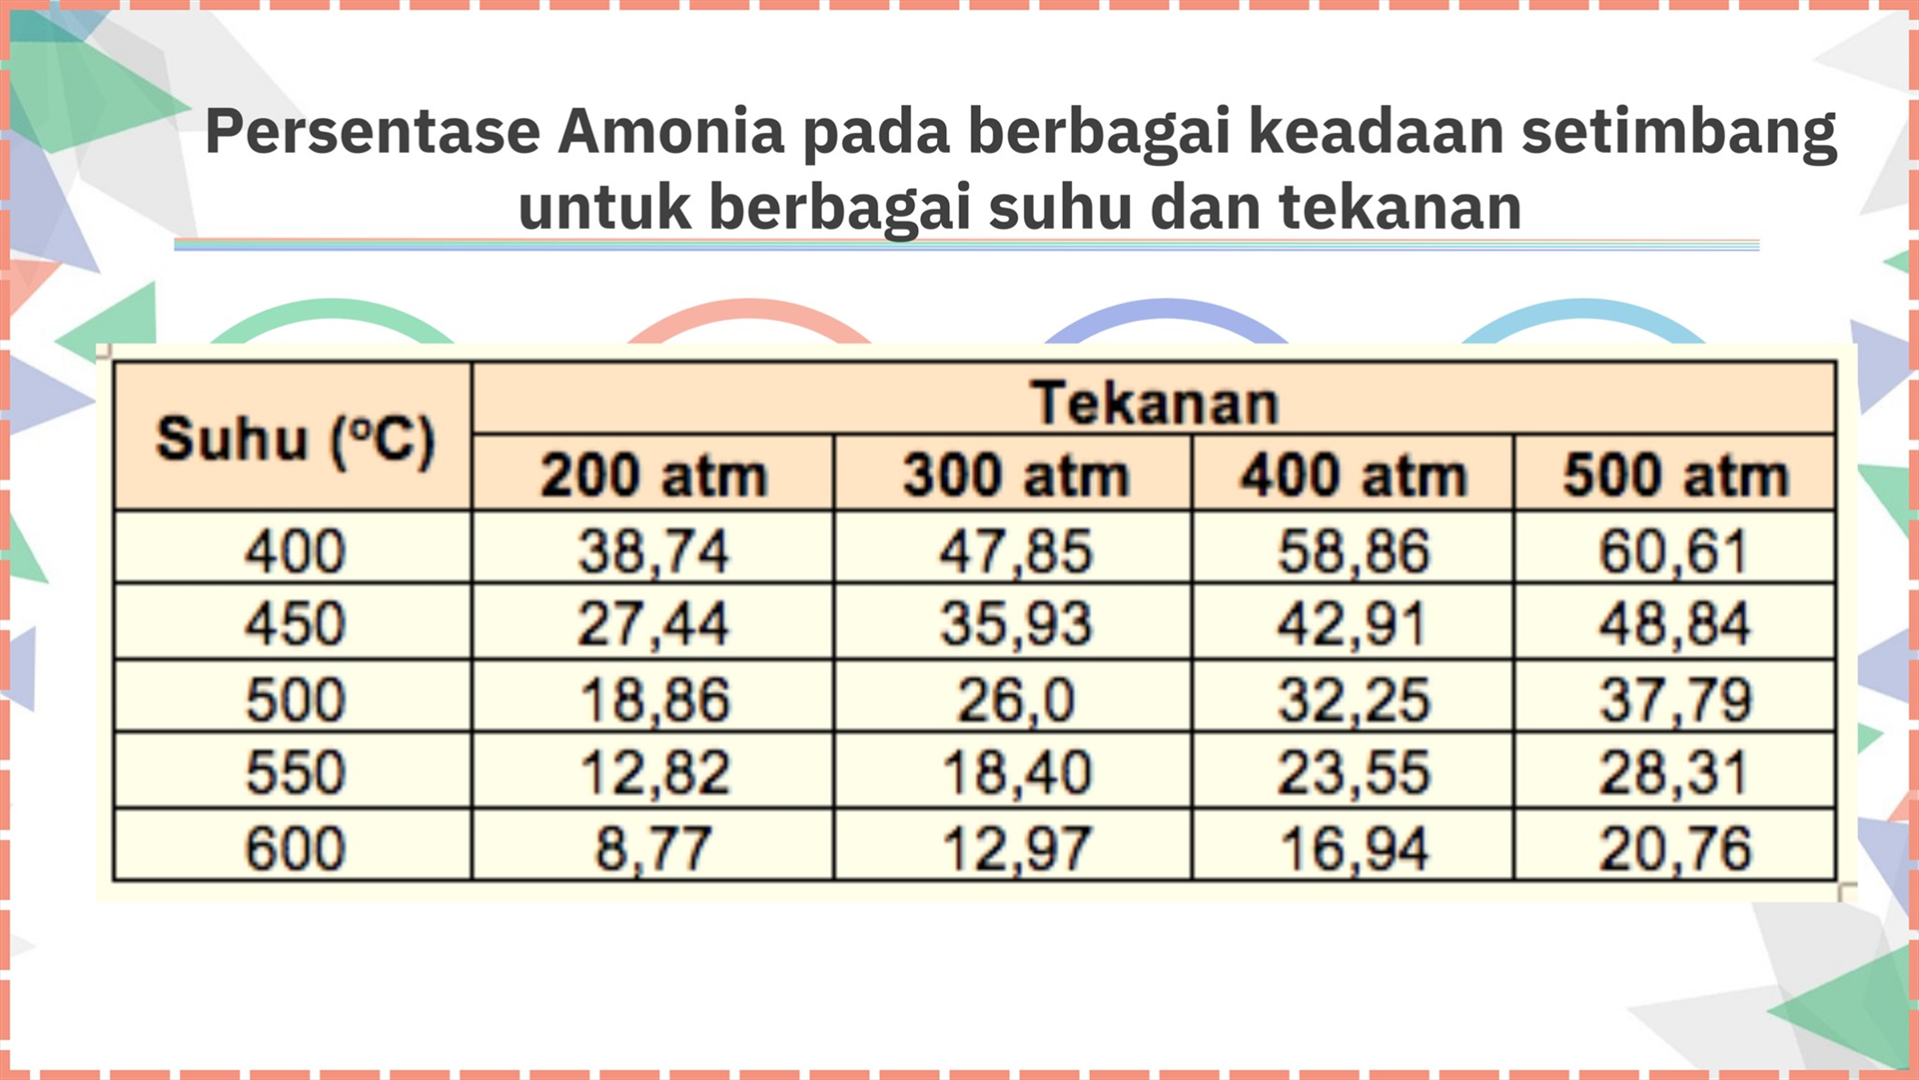 Persentase Amonia pada berbagai keadaan setimbang
untuk berbagai suhu dan tekanan
Suhu (°C) Tekanan
200 atm 300 atm 400 atm 500 atm
400 38,74 47,85 58,86 60,61
450 27,44 35,93 42,91 48,84
500 18,86 26,0 32,25 37,79
550 12,82 18,40 23,55 28,31
600 8,77 12,97 16,94 20,76